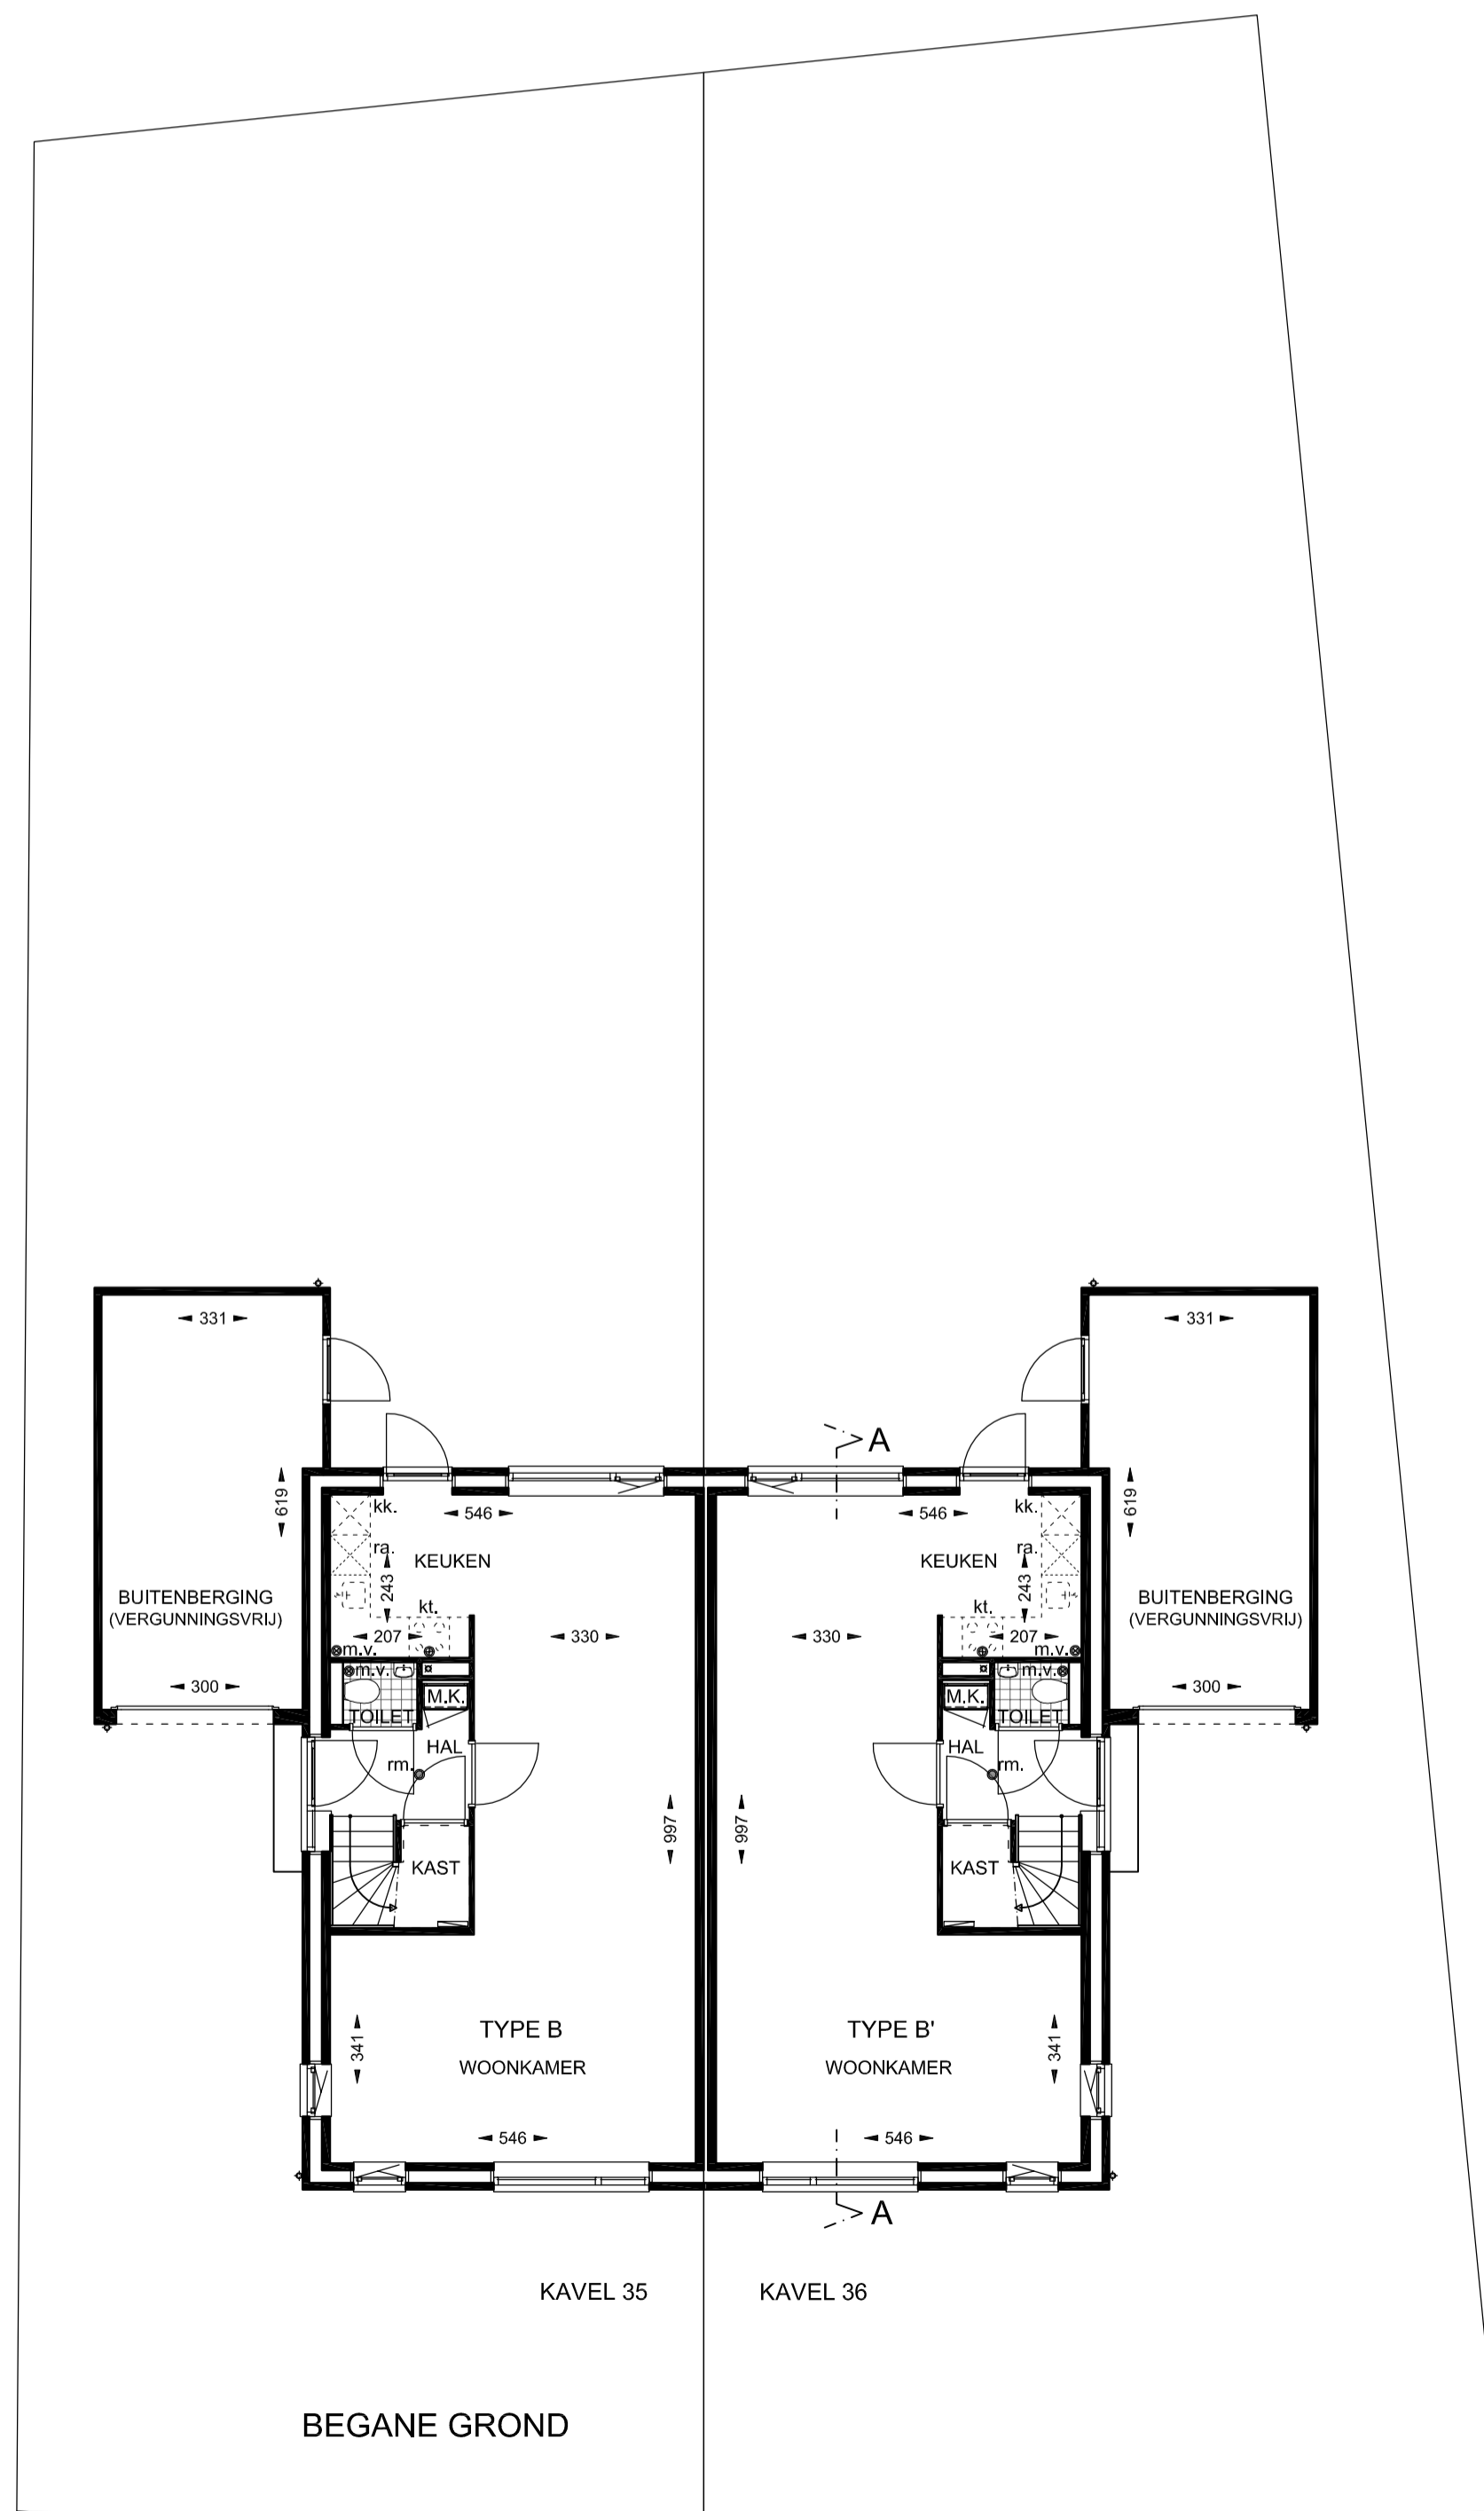 331
331
A
619
546
546
619
kk.
kk.
ra.
ra.
KEUKEN
KEUKEN
243
243
BUITENBERGING
(VERGUNNINGSVRIJ)
BUITENBERGING
(VERGUNNINGSVRIJ)
kt.
kt.
207
330
330
207
m.v.
m.v.
m.v.
m.v.
300
M.K.
M.K.
300
TOILET
TOILET
HAL
HAL
rm.
rm.
997
997
KAST
KAST
341
TYPE B
TYPE B'
341
WOONKAMER
WOONKAMER
546
546
A
KAVEL 35
KAVEL 36
BEGANE GROND